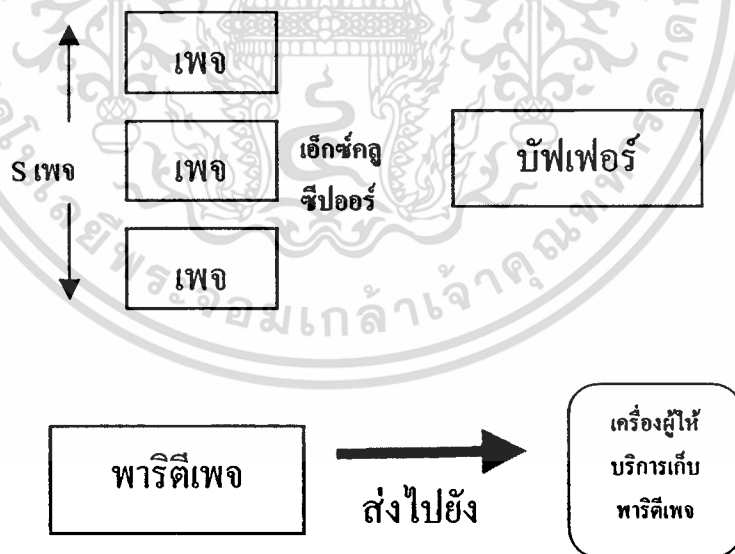 เพจ
S เพจ
เพจ
เอ็กซ์คลู
ซีปออร์
บัฟเฟอร์
เพจ
พาริตีเพจ
ส่งไปยัง
เครื่องผู้ให้
บริการเก็บ
พาริตีเพจ